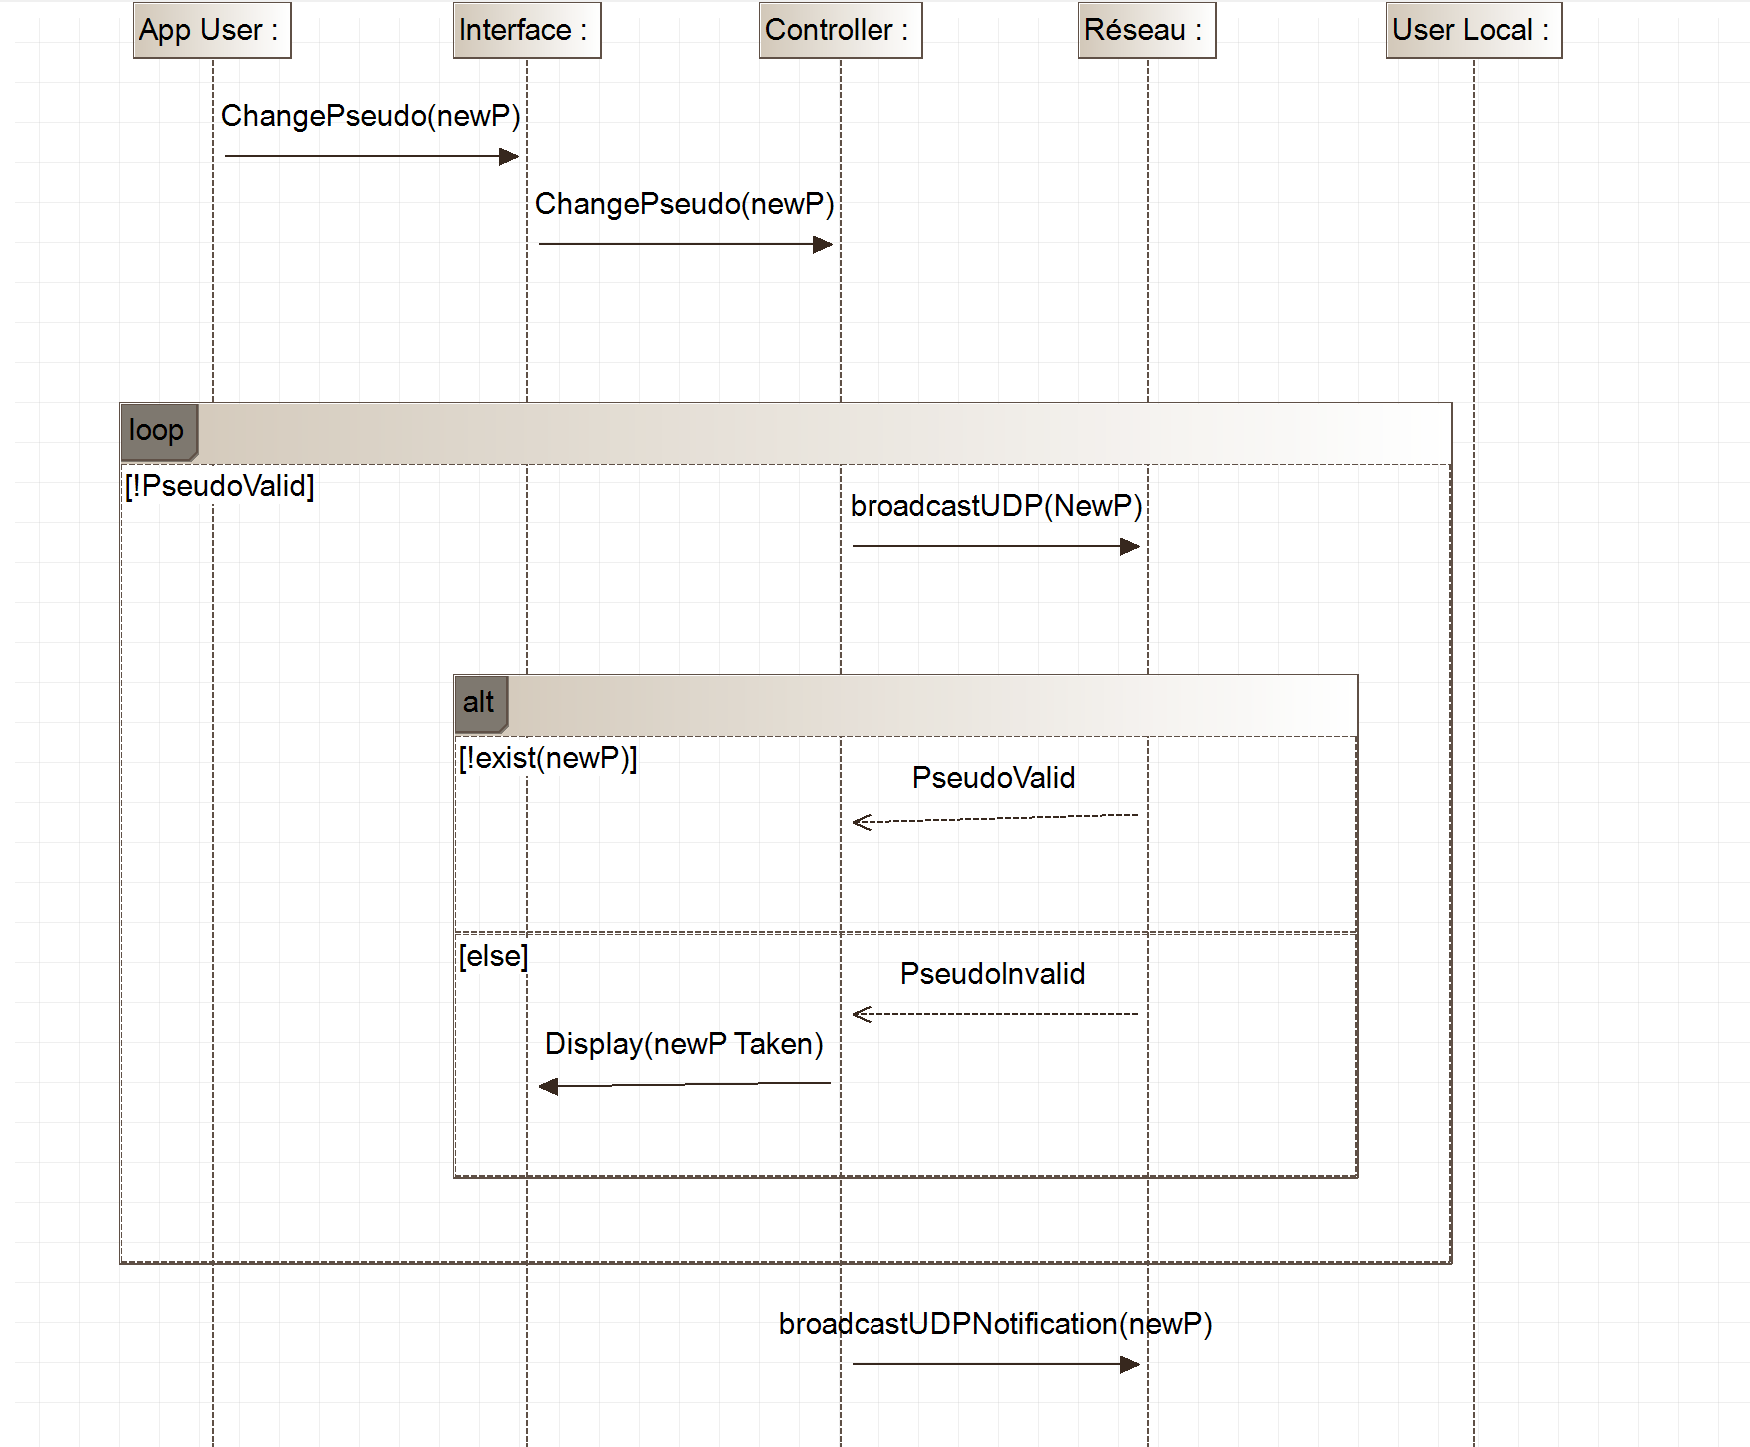 App User :
Interface :
Controller :
Réseau :
User Local :
ChangePseudo(newP)
ChangePseudo(newP)
loop
[!PseudoValid]
broadcastUDP(NewP)
alt
[!exist(newP)]
PseudoValid
[else]
PseudoInvalid
Display(newP Taken)
broadcastUDPNotification(newP)